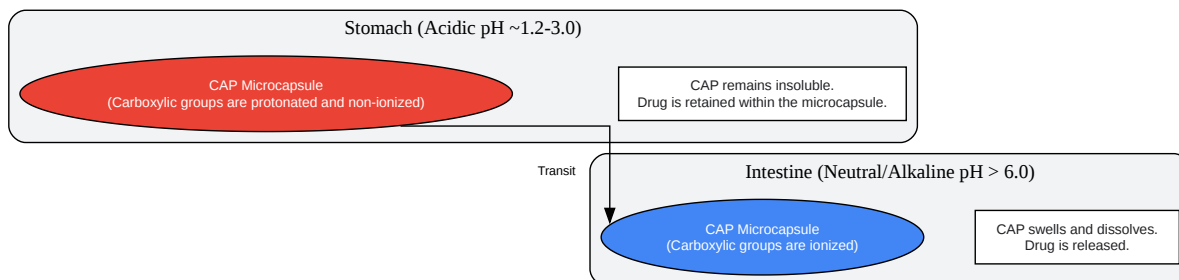 Stomach (Acidic pH ~1.2-3.0)
CAP Microcapsule
(Carboxylic groups are protonated and non-ionized)
CAP remains insoluble.
Drug is retained within the microcapsule.
Transit
Intestine (Neutral/Alkaline pH > 6.0)
CAP Microcapsule
(Carboxylic groups are ionized)
CAP swells and dissolves.
Drug is released.